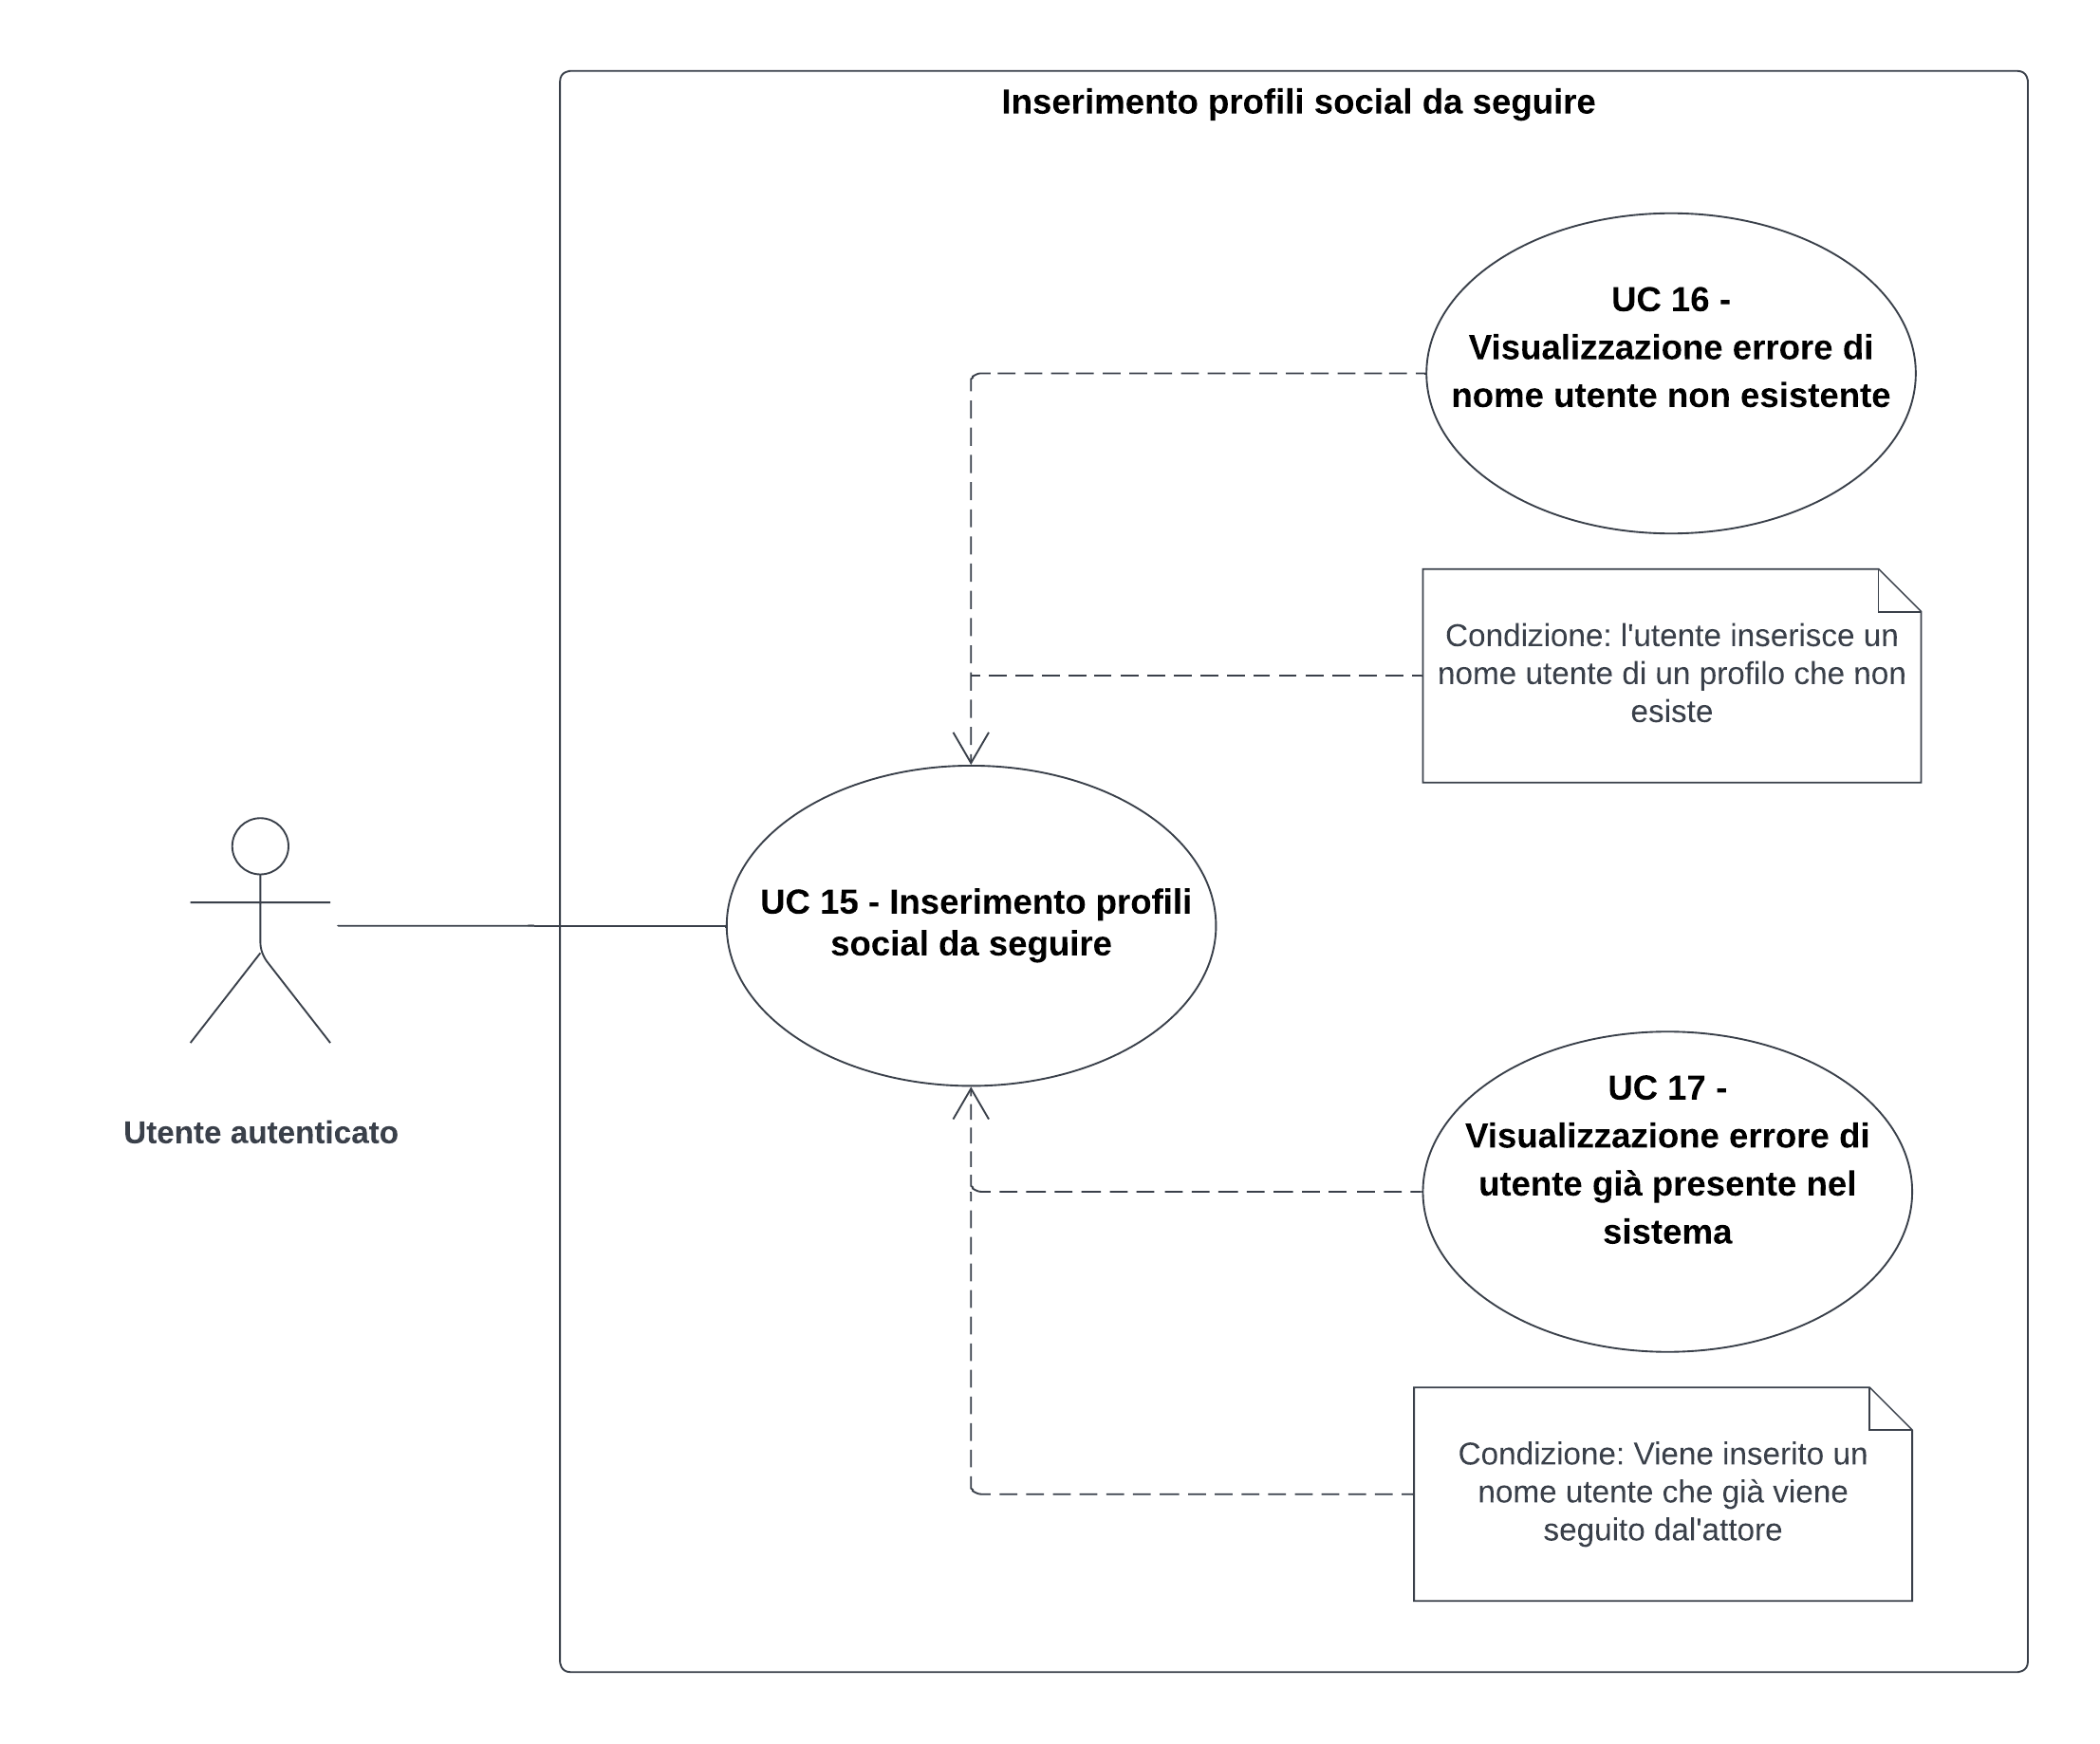 Inserimento profili social da seguire
UC 16 -
Visualizzazione errore di
nome utente non esistente
Condizione: l'utente inserisce un
nome utente di un profilo che non
esiste
UC 15 - Inserimento profili
social da seguire
Utente autenticato
UC 17 -
Visualizzazione errore di
utente già presente nel
sistema
Condizione: Viene inserito un
nome utente che già viene
seguito dal'attore